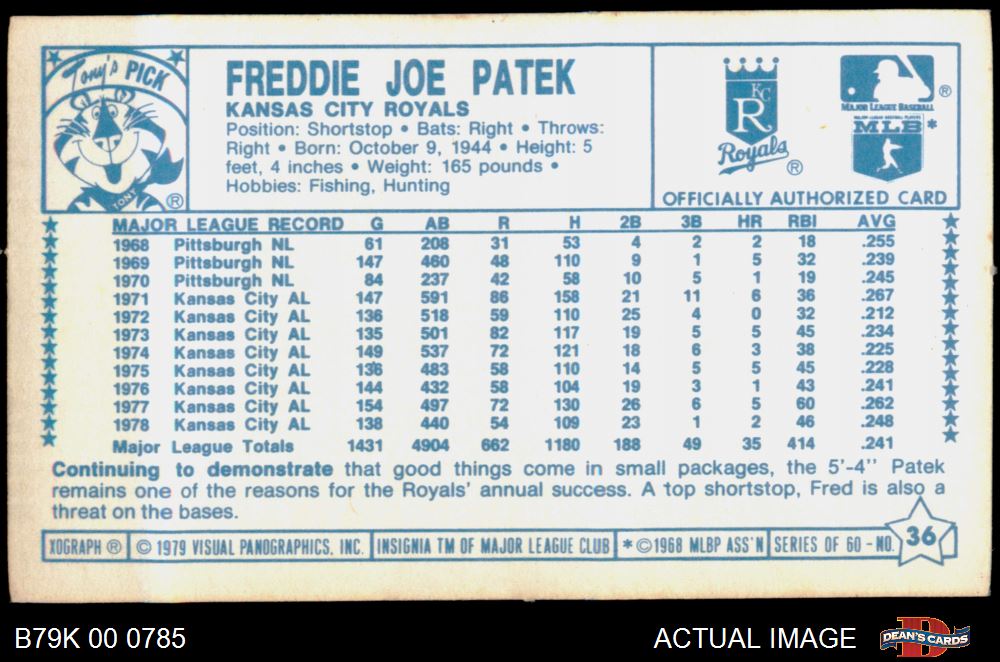 Tony's PICK
TONY
®
FREDDIE JOE PATEK
KANSAS CITY ROYALS
Position: Shortstop • Bats: Right • Throws:
Right • Born: October 9, 1944 • Height: 5
feet, 4 inches • Weight: 165 pounds •
Hobbies: Fishing, Hunting
KC
R
Royals ®
®
MAJOR LEAGUE BASEBALL
MAJOR LEAGUE BASEBALL PLAYERS
MLB *
OFFICIALLY AUTHORIZED CARD
MAJOR LEAGUE RECORD G AB R H 2B 3B HR RBI AVG
1968 Pittsburgh NL 61 208 31 53 4 2 2 18 .255
1969 Pittsburgh NL 147 460 48 110 9 1 5 32 .239
1970 Pittsburgh NL 84 237 42 58 10 5 1 19 .245
1971 Kansas City AL 147 591 86 158 21 11 6 36 .267
1972 Kansas City AL 136 518 59 110 25 4 0 32 .212
1973 Kansas City AL 135 501 82 117 19 5 5 45 .234
1974 Kansas City AL 149 537 72 121 18 6 3 38 .225
1975 Kansas City AL 136 483 58 110 14 5 5 45 .228
1976 Kansas City AL 144 432 58 104 19 3 1 43 .241
1977 Kansas City AL 154 497 72 130 26 6 5 60 .262
1978 Kansas City AL 138 440 54 109 23 1 2 46 .248
Major League Totals 1431 4904 662 1180 188 49 35 414 .241
Continuing to demonstrate that good things come in small packages, the 5'-4" Patek
remains one of the reasons for the Royals' annual success. A top shortstop, Fred is also a
threat on the bases.
XOGRAPH ® © 1979 VISUAL PANOGRAPHICS, INC. INSIGNIA TM OF MAJOR LEAGUE CLUB * © 1968 MLBP ASS'N SERIES OF 60 - NO. 36
B79K 00 0785
ACTUAL IMAGE
DEAN'S CARDS